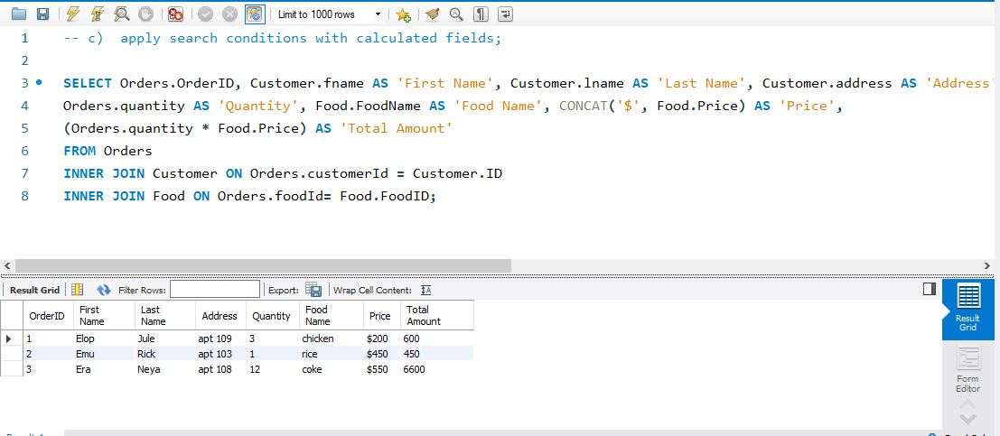 Limit to 1000 rows
1 -- c)  apply search conditions with calculated fields;
2
3 SELECT Orders.OrderID, Customer.fname AS 'First Name', Customer.lname AS 'Last Name', Customer.address AS 'Address'
4 Orders.quantity AS 'Quantity', Food.FoodName AS 'Food Name', CONCAT('$', Food.Price) AS 'Price',
5 (Orders.quantity * Food.Price) AS 'Total Amount'
6 FROM Orders
7 INNER JOIN Customer ON Orders.customerId = Customer.ID
8 INNER JOIN Food ON Orders.foodId= Food.FoodID;
Result Grid Filter Rows: Export: Wrap Cell Content:
OrderID First Name Last Name Address Quantity Food Name Price Total Amount
1 Elop Jule apt 109 3 chicken $200 600
2 Emu Rick apt 103 1 rice $450 450
3 Era Neya apt 108 12 coke $550 6600
Result
Grid
Form
Editor